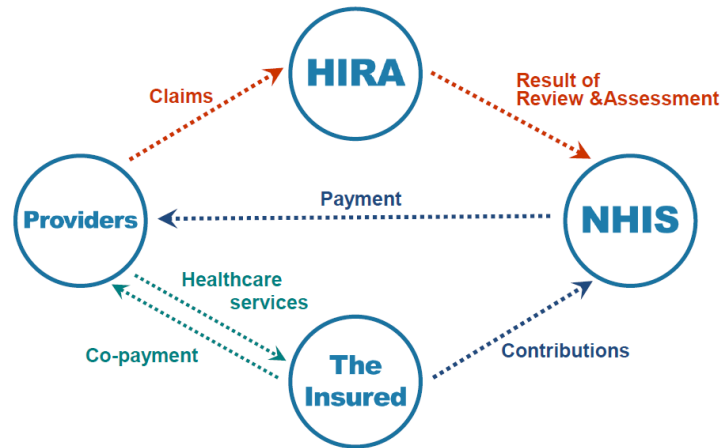 HIRA
Claims
Result of
Review &Assessment
Payment
Providers
NHIS
Healthcare
services
Co-payment
Contributions
The
Insured